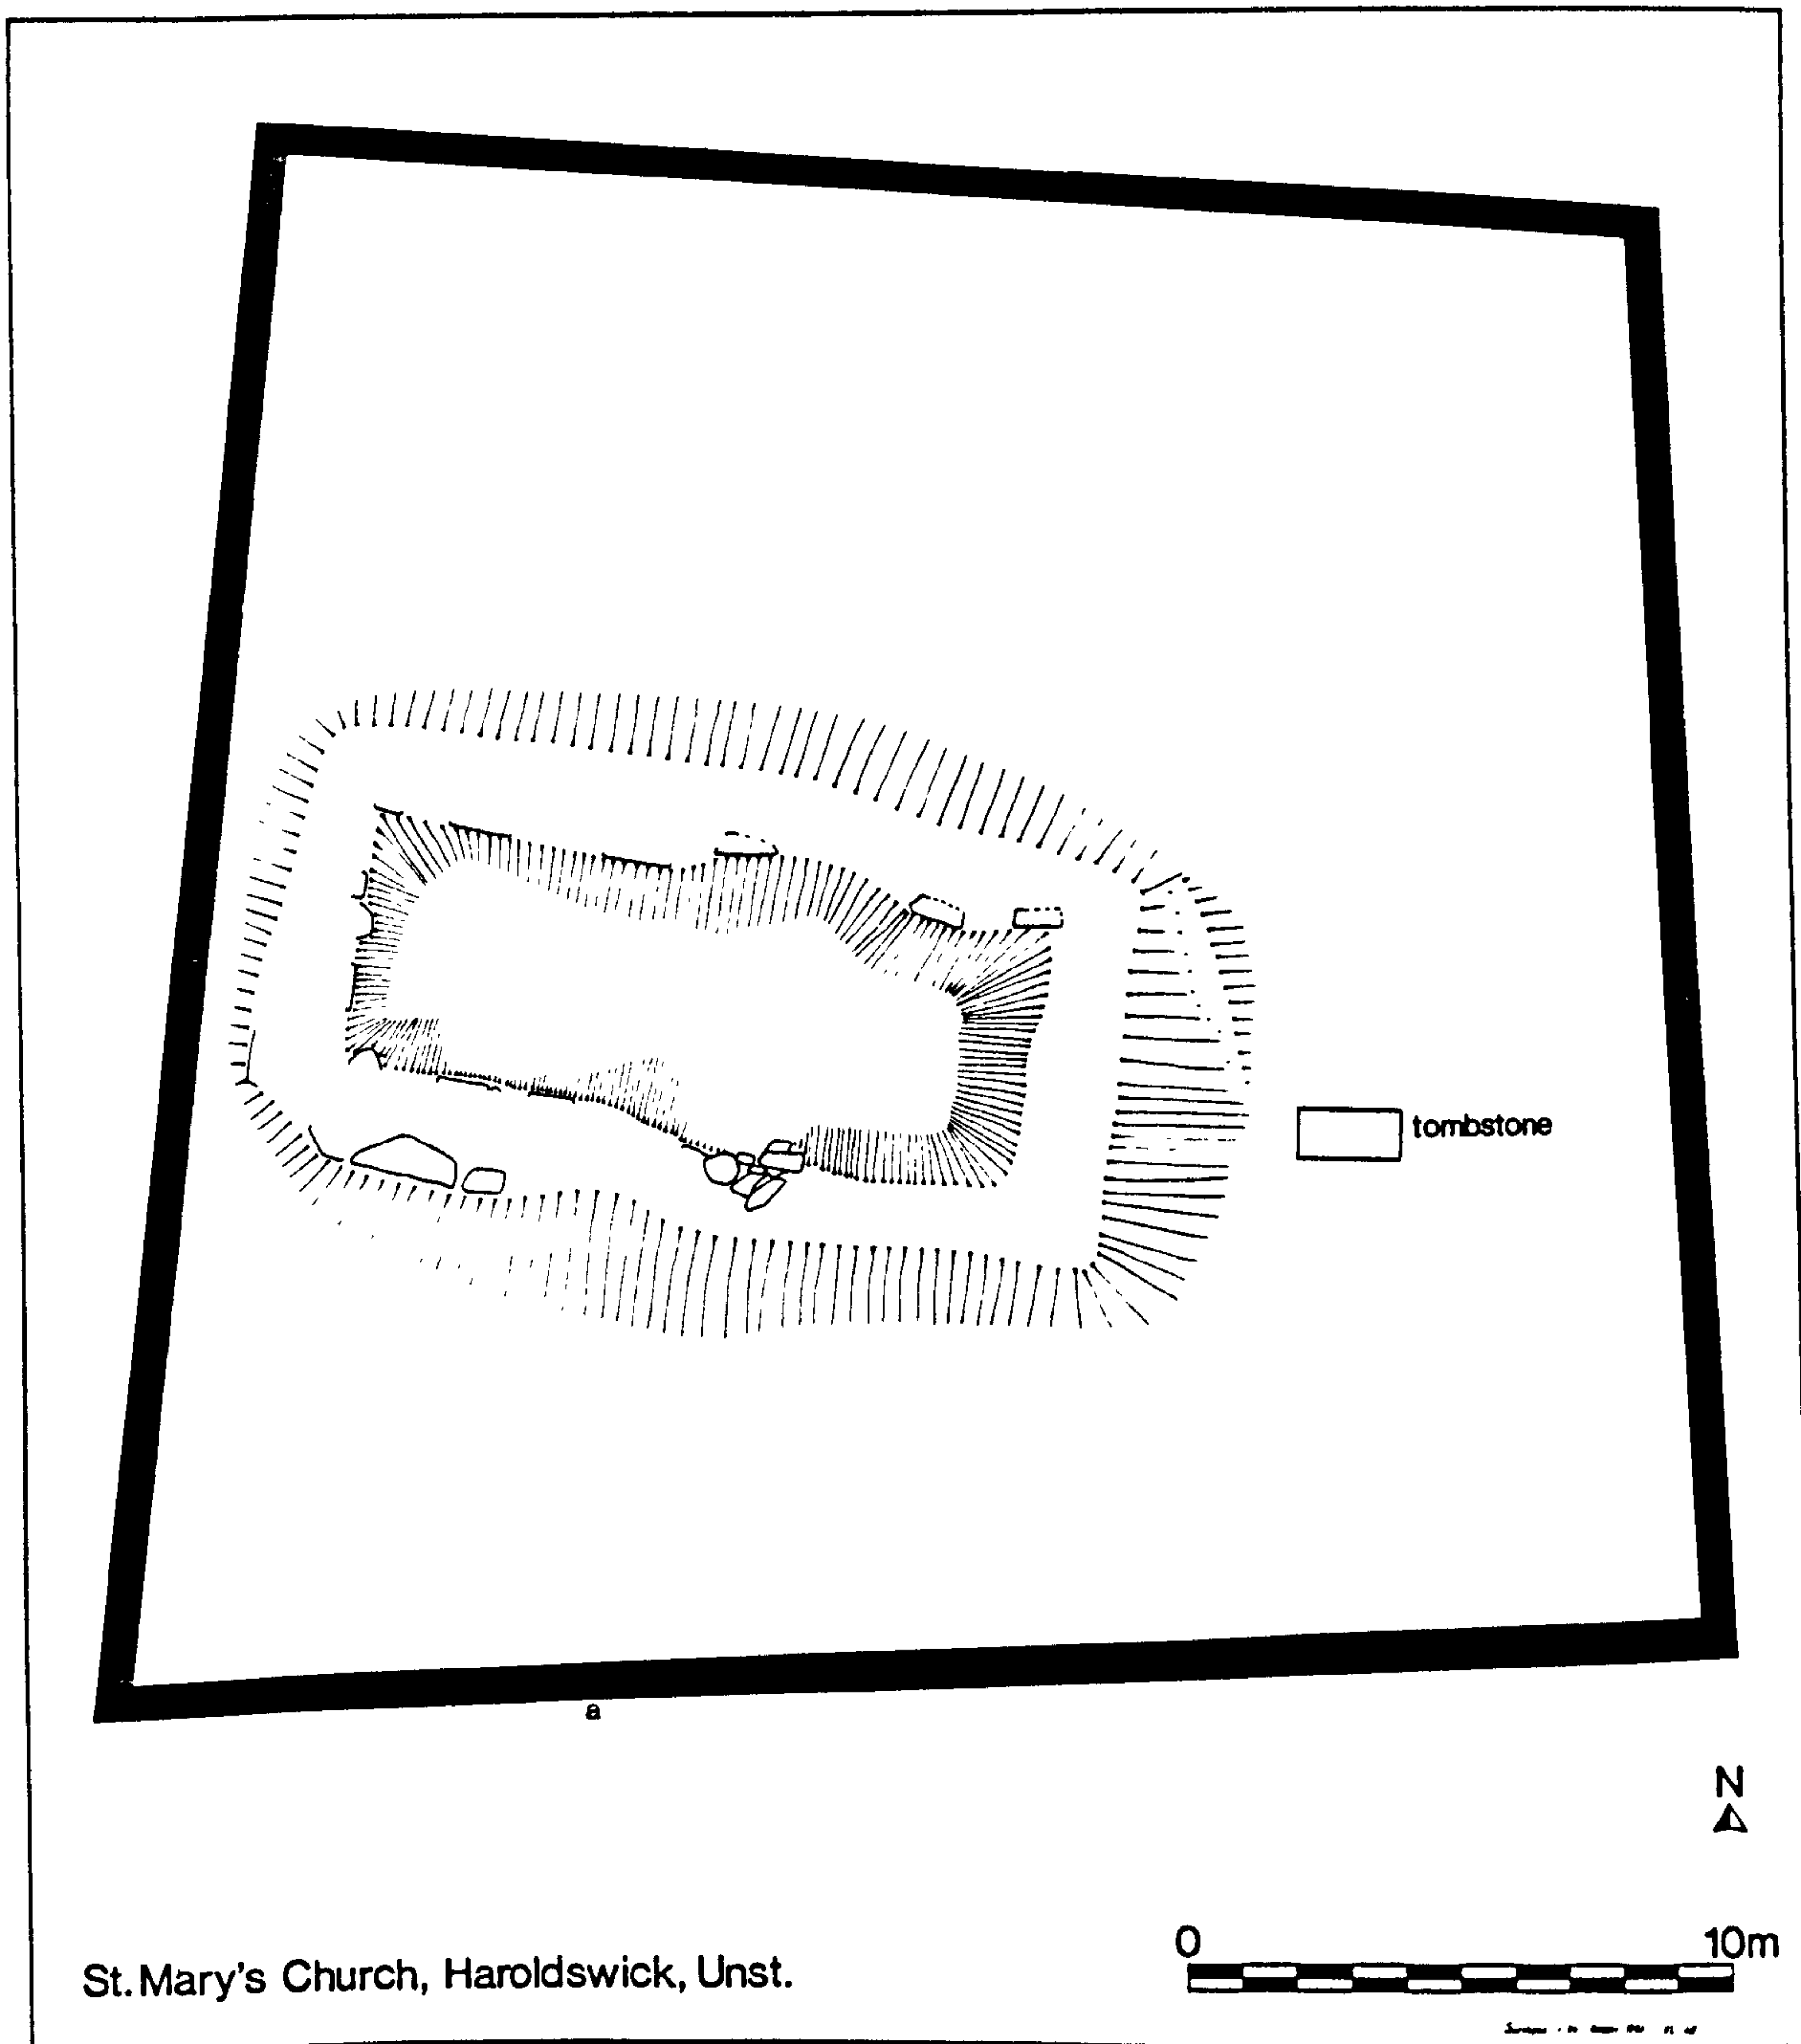 tombstone
a
N
0 10m
St. Mary's Church, Haroldswick, Unst.